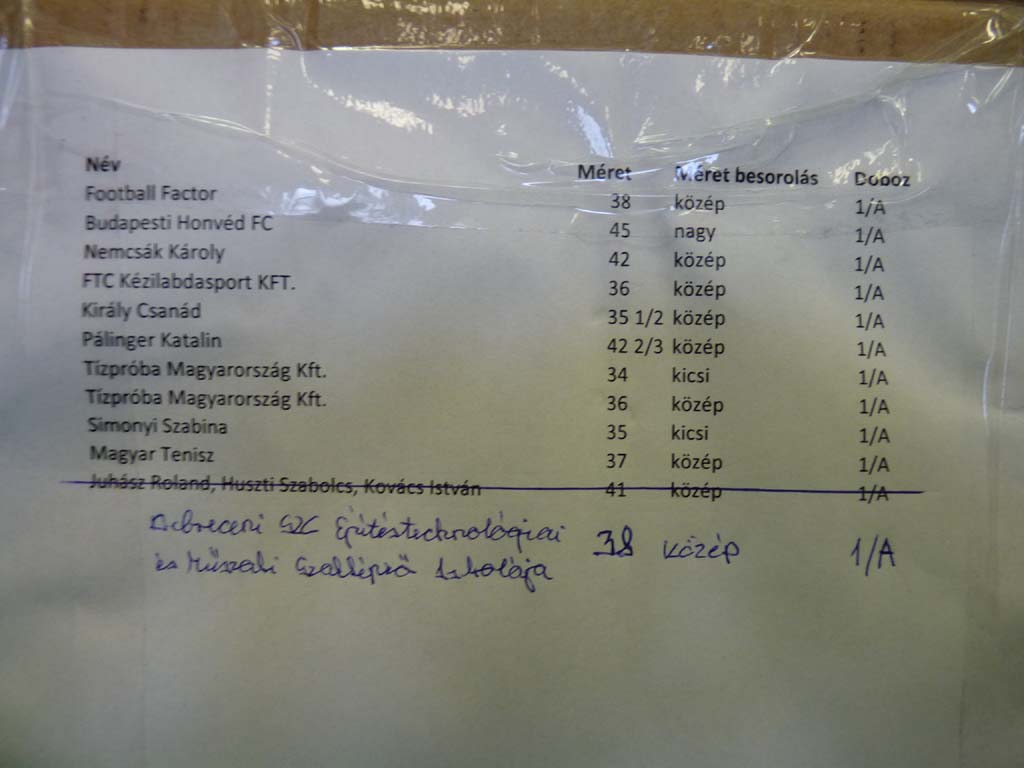 Név Méret Méret besorolás Doboz
Football Factor 38 közép 1/A
Budapesti Honvéd FC 45 nagy 1/A
Nemcsák Károly 42 közép 1/A
FTC Kézilabdasport KFT. 36 közép 1/A
Király Csanád 35 1/2 közép 1/A
Pálinger Katalin 42 2/3 közép 1/A
Tízpróba Magyarország Kft. 34 kicsi 1/A
Tízpróba Magyarország Kft. 36 közép 1/A
Simonyi Szabina 35 kicsi 1/A
Magyar Tenisz 37 közép 1/A
Juhász Roland, Huszti Szabolcs, Kovács István 41 közép 1/A
Debreceni SZC Építéstechnológiai 38 közép 1/A
és Műszaki Szakképző Iskolája